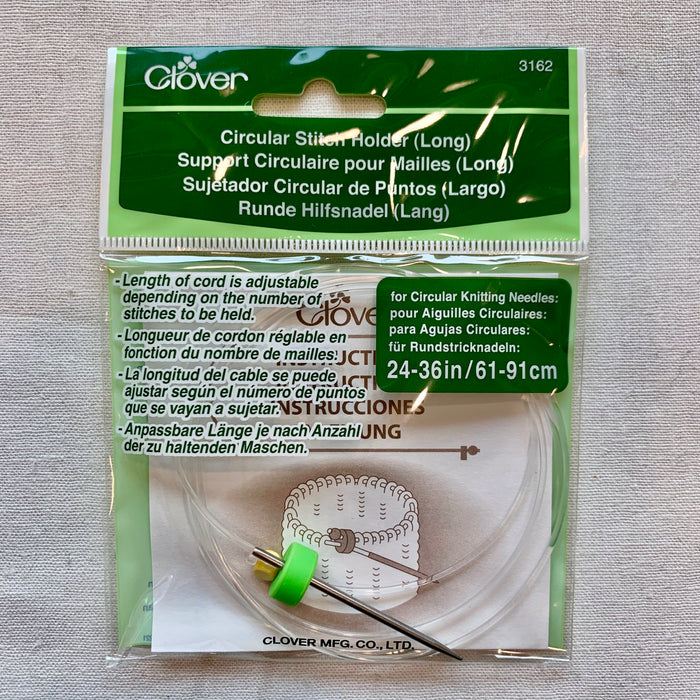 Clover
3162
Circular Stitch Holder (Long)
Support Circulaire pour Mailles (Long)
Sujetador Circular de Puntos (Largo)
Runde Hilfsnadel (Lang)
- Length of cord is adjustable
depending on the number of
stitches to be held.
- Longueur de cordon réglable en
fonction du nombre de mailles.
- La longitud del cable se puede
ajustar según el número de puntos
que se vayan a sujetar.
- Anpassbare Länge je nach Anzahl
der zu haltenden Maschen.
for Circular Knitting Needles:
pour Aiguilles Circulaires:
para Agujas Circulares:
für Rundstricknadeln:
24-36in/61-91cm
Clover
INSTRUCCIONES
CLOVER MFG. CO., LTD.